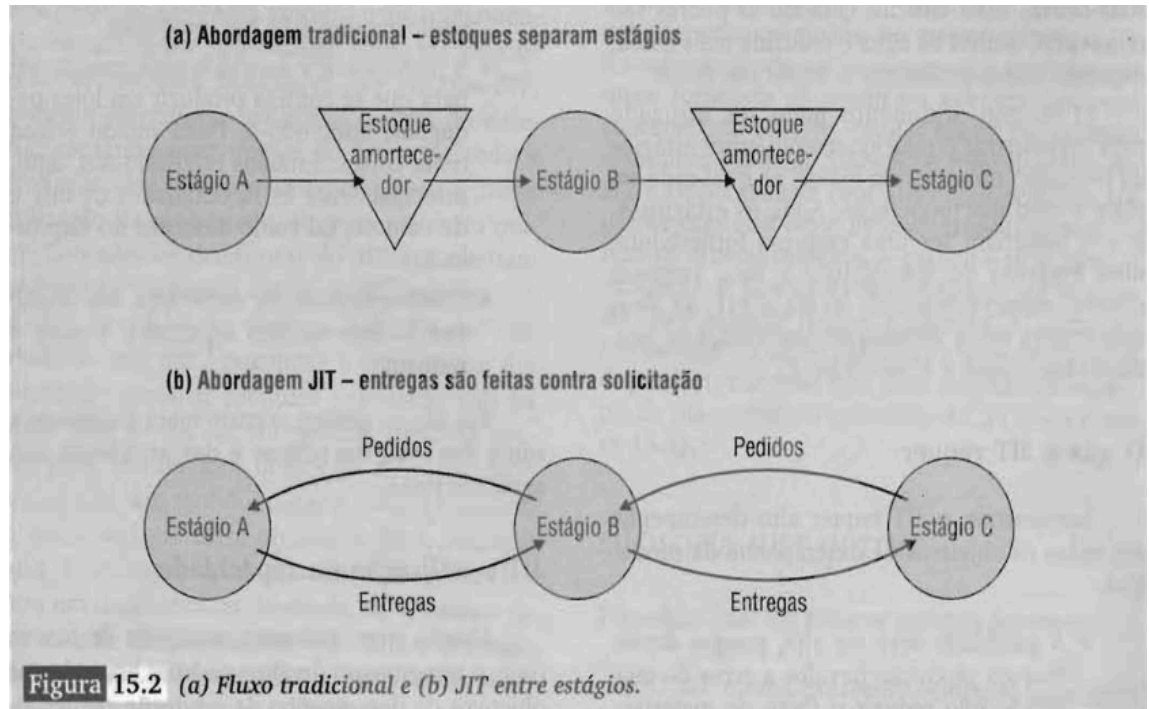 (a) Abordagem tradicional – estoques separam estágios
Estágio A
Estoque
amortece-
dor
Estágio B
Estoque
amortece-
dor
Estágio C
(b) Abordagem JIT – entregas são feitas contra solicitação
Pedidos
Pedidos
Estágio A
Estágio B
Estágio C
Entregas
Entregas
Figura 15.2 (a) Fluxo tradicional e (b) JIT entre estágios.